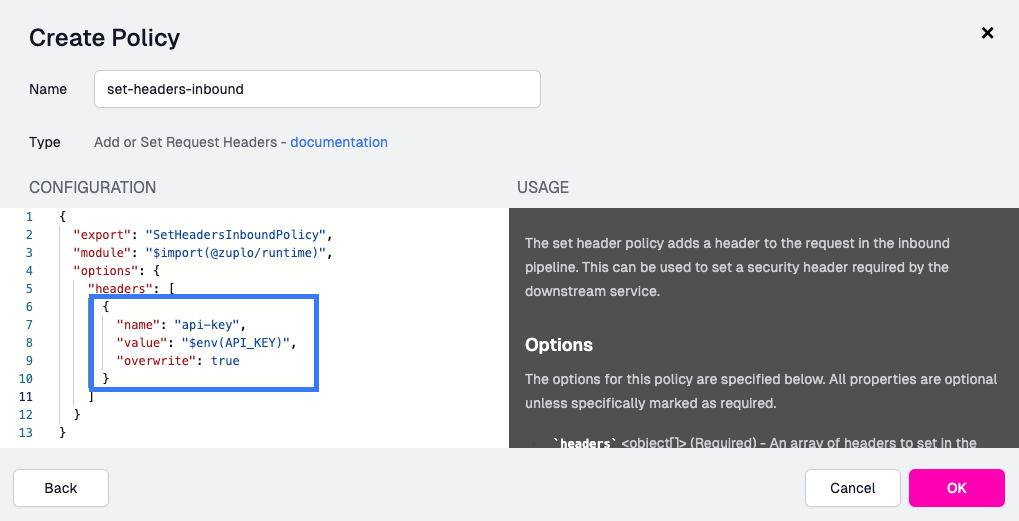 Create Policy
Name
set-headers-inbound
Type
Add or Set Request Headers - documentation
CONFIGURATION
1 {
2 "export": "SetHeadersInboundPolicy",
3 "module": "$import(@zuplo/runtime)",
4 "options": {
5 "headers": [
6 {
7 "name": "api-key",
8 "value": "$env(API_KEY)",
9 "overwrite": true
10 }
11 ]
12 }
13 }
USAGE
The set header policy adds a header to the request in the inbound
pipeline. This can be used to set a security header required by the
downstream service.
Options
The options for this policy are specified below. All properties are optional
unless specifically marked as required.
`headers` <object[]> (Required) - An array of headers to set in the
Back
Cancel
OK